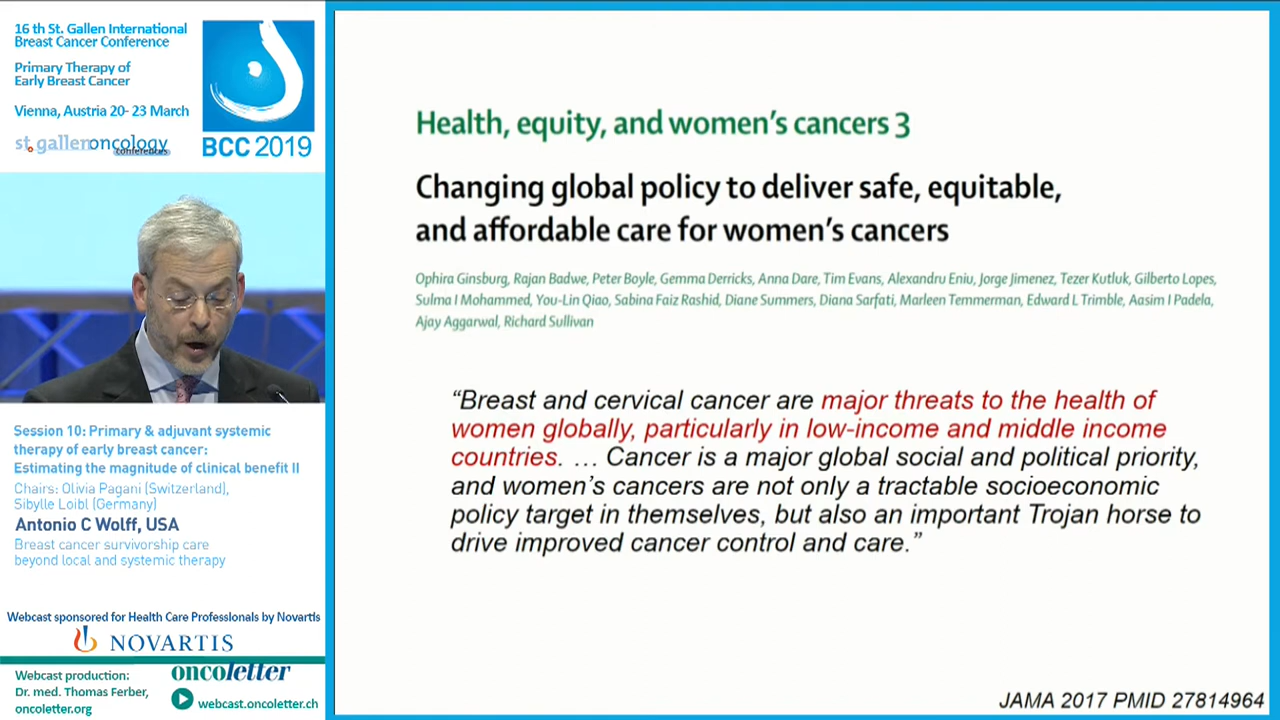 16 th St. Gallen International
Breast Cancer Conference
Primary Therapy of
Early Breast Cancer
Vienna, Austria 20- 23 March
st.gallenoncology
conferences
BCC 2019
Session 10: Primary & adjuvant systemic
therapy of early breast cancer:
Estimating the magnitude of clinical benefit II
Chairs: Olivia Pagani (Switzerland),
Sibylle Loibl (Germany)
Antonio C Wolff, USA
Breast cancer survivorship care
beyond local and systemic therapy
Webcast sponsored for Health Care Professionals by Novartis
NOVARTIS
Webcast production:
Dr. med. Thomas Ferber,
oncoletter.org
oncoletter
webcast.oncoletter.ch
Health, equity, and women's cancers 3
Changing global policy to deliver safe, equitable,
and affordable care for women's cancers
Ophira Ginsburg, Rajan Badwe, Peter Boyle, Gemma Derricks, Anna Dare, Tim Evans, Alexandru Eniu, Jorge Jimenez, Tezer Kutluk, Gilberto Lopes,
Sulma I Mohammed, You-Lin Qiao, Sabina Faiz Rashid, Diane Summers, Diana Sarfati, Marleen Temmerman, Edward L Trimble, Aasim I Padela,
Ajay Aggarwal, Richard Sullivan
“Breast and cervical cancer are major threats to the health of
women globally, particularly in low-income and middle income
countries. … Cancer is a major global social and political priority,
and women's cancers are not only a tractable socioeconomic
policy target in themselves, but also an important Trojan horse to
drive improved cancer control and care.”
JAMA 2017 PMID 27814964